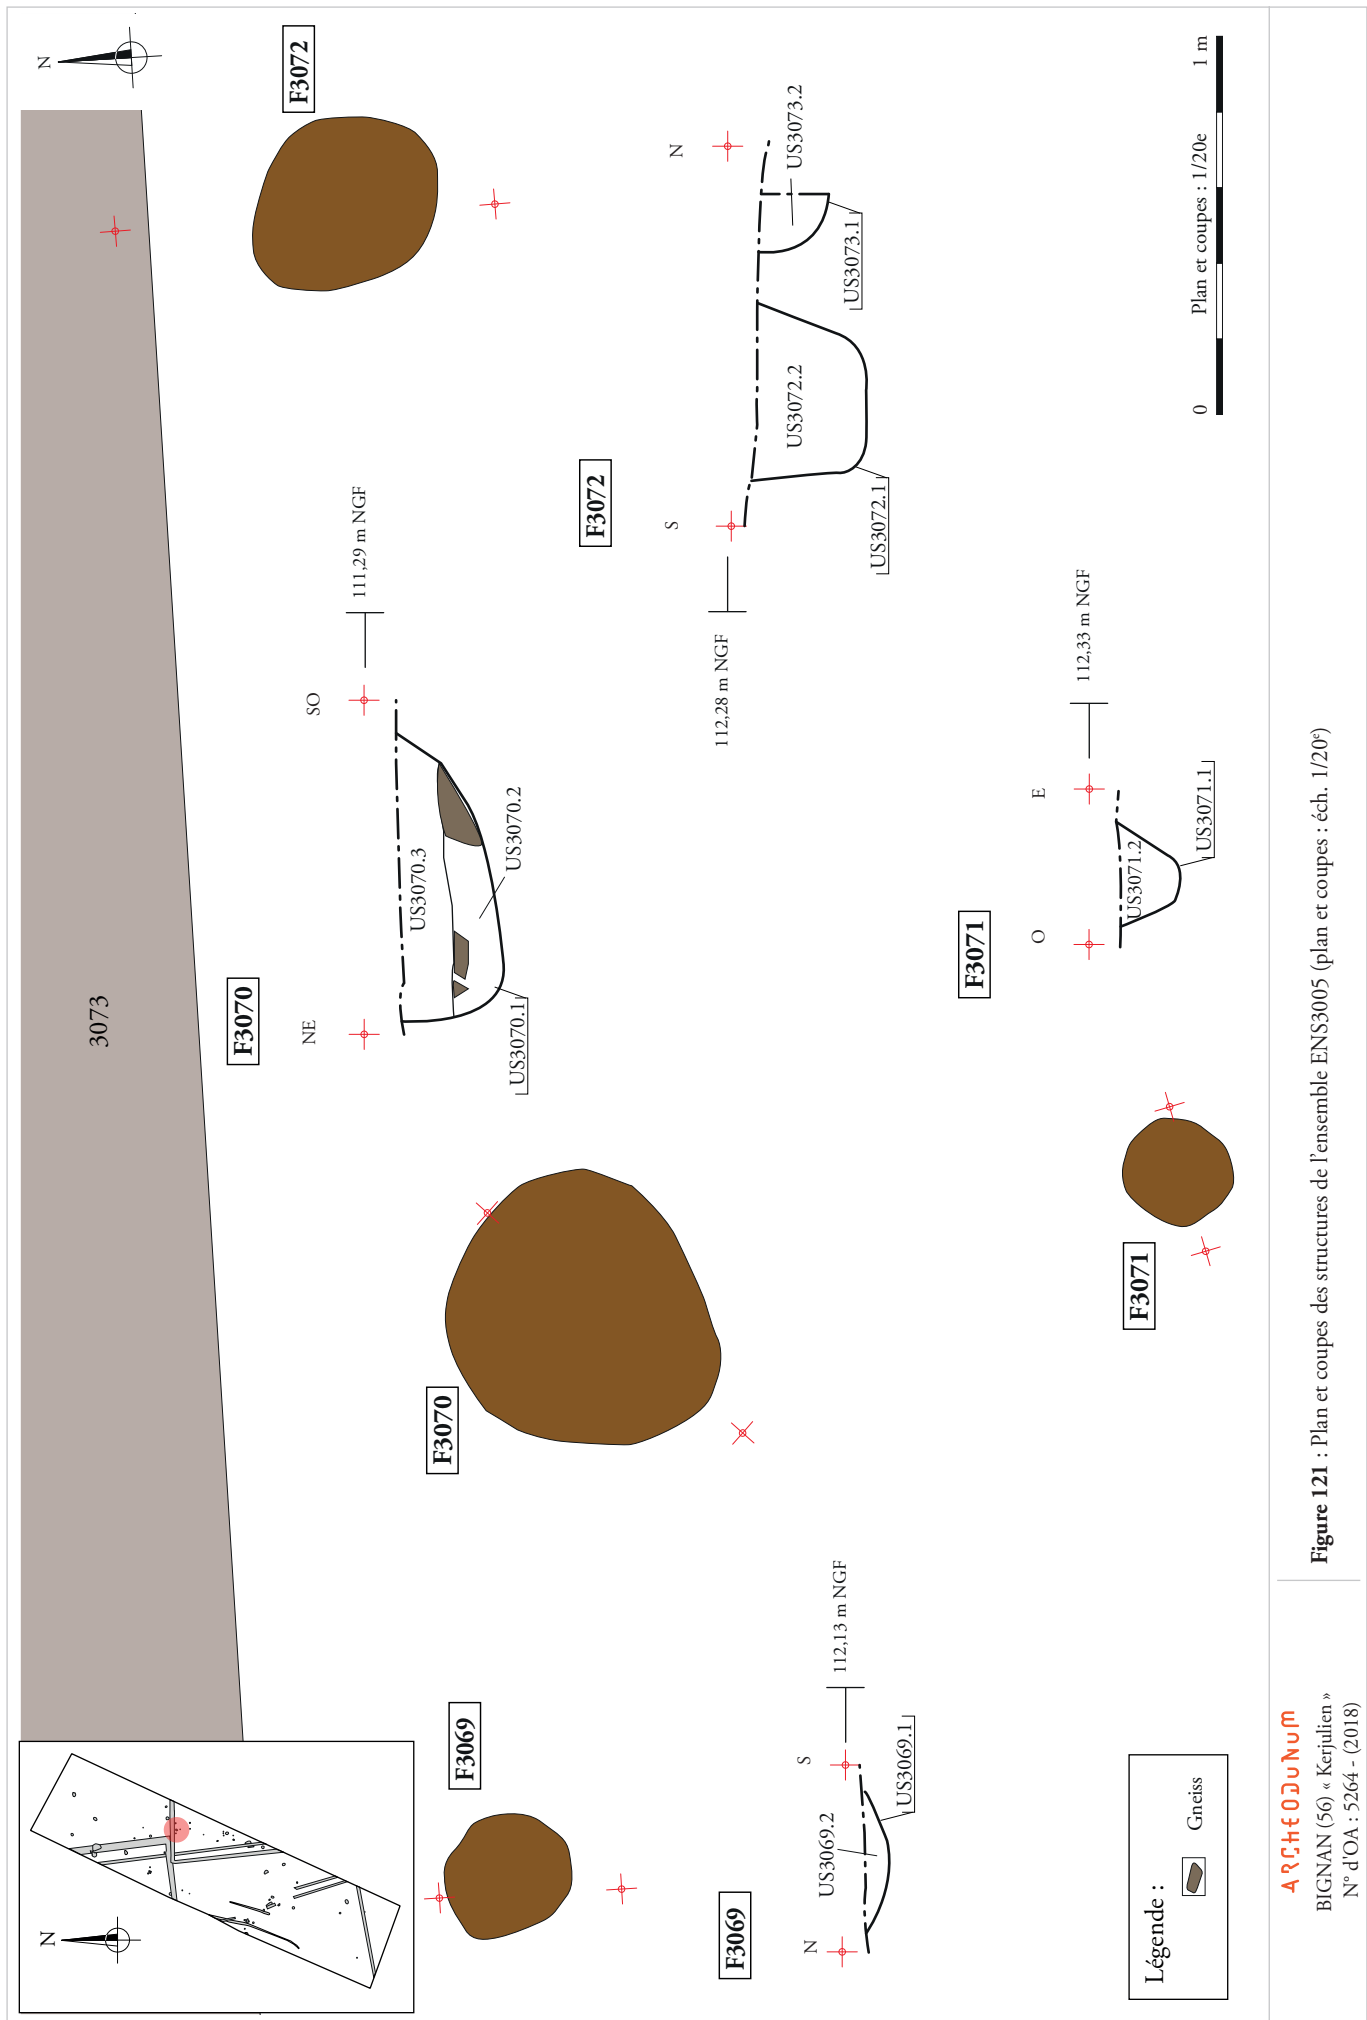 N
3073
N
F3072
F3070
NE
SO
111,29 m NGF
US3070.3
US3070.2
US3070.1
F3069
F3070
F3072
S
N
112,28 m NGF
US3072.2
US3072.1
US3073.2
US3073.1
F3069
N
S
112,13 m NGF
US3069.2
US3069.1
F3071
F3071
O
E
112,33 m NGF
US3071.2
US3071.1
Légende :
Gneiss
0
Plan et coupes : 1/20e
1 m
ARCHEODUNUM
BIGNAN (56) « Kerjulien »
N° d'OA : 5264 - (2018)
Figure 121 : Plan et coupes des structures de l'ensemble ENS3005 (plan et coupes : éch. 1/20e)